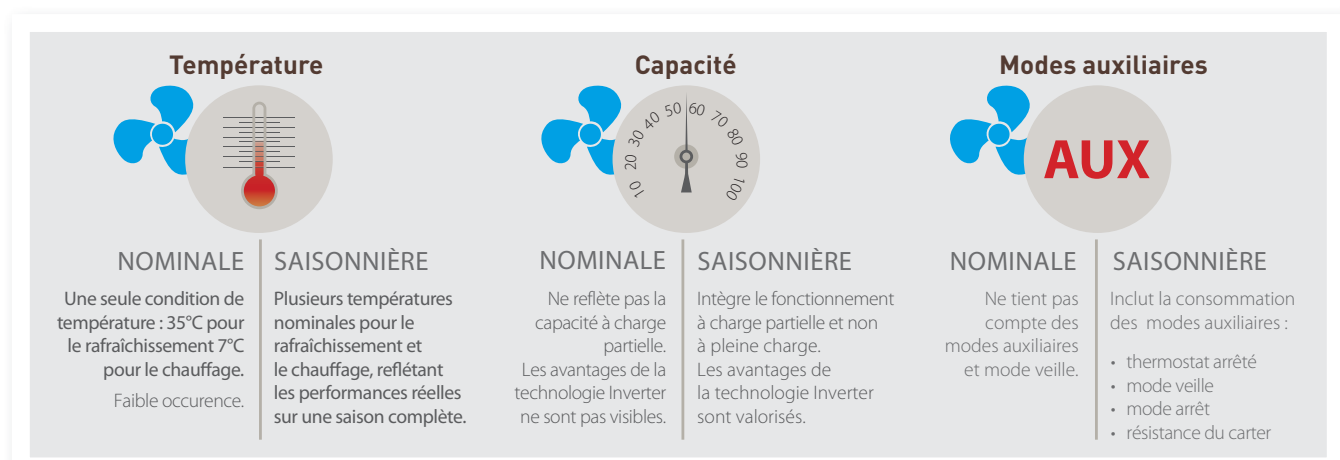 Température
NOMINALE
Une seule condition de
température : 35°C pour
le rafraîchissement 7°C
pour le chauffage.
Faible occurence.
SAISONNIÈRE
Plusieurs températures
nominales pour le
rafraîchissement et
le chauffage, reflétant
les performances réelles
sur une saison complète.
Capacité
10 20 30 40 50 60 70 80 90 100
NOMINALE
Ne reflète pas la
capacité à charge
partielle.
Les avantages de la
technologie Inverter
ne sont pas visibles.
SAISONNIÈRE
Intègre le fonctionnement
à charge partielle et non
à pleine charge.
Les avantages de
la technologie Inverter
sont valorisés.
Modes auxiliaires
AUX
NOMINALE
Ne tient pas
compte des
modes auxiliaires
et mode veille.
SAISONNIÈRE
Inclut la consommation
des modes auxiliaires :
• thermostat arrêté
• mode veille
• mode arrêt
• résistance du carter